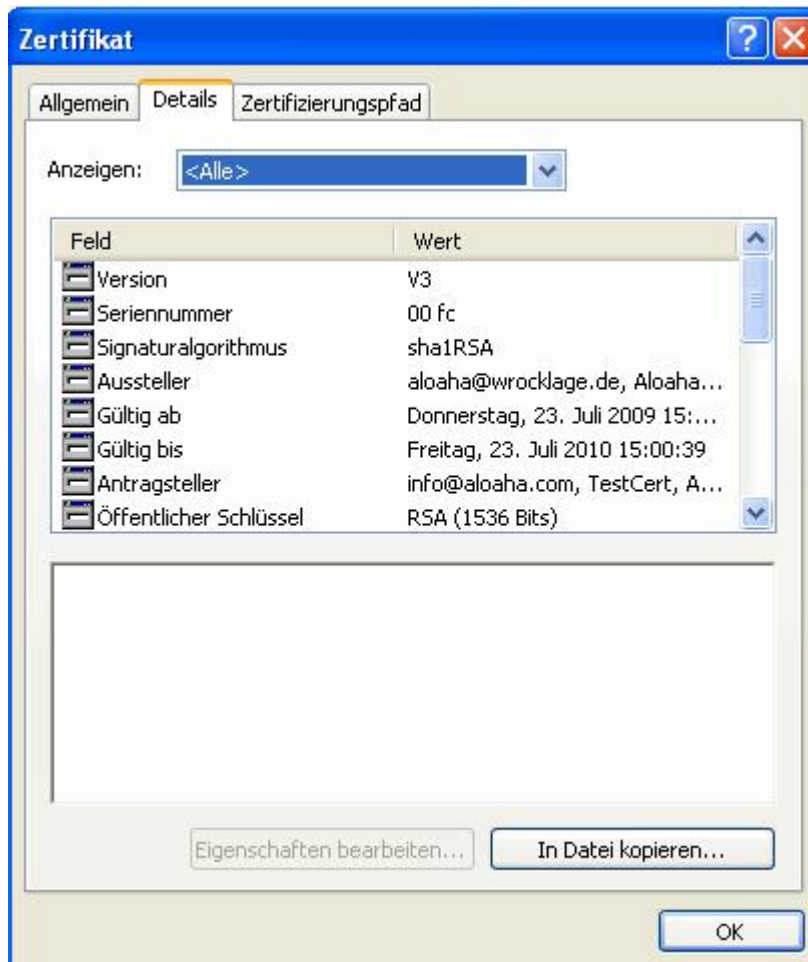 Zertifikat
Allgemein Details Zertifizierungspfad
Anzeigen: <Alle>
Feld Wert
Version V3
Seriennummer 00 fc
Signaturalgorithmus sha1RSA
Aussteller aloaha@wrocklage.de, Aloaha...
Gültig ab Donnerstag, 23. Juli 2009 15:...
Gültig bis Freitag, 23. Juli 2010 15:00:39
Antragsteller info@aloaha.com, TestCert, A...
Öffentlicher Schlüssel RSA (1536 Bits)
Eigenschaften bearbeiten... In Datei kopieren...
OK